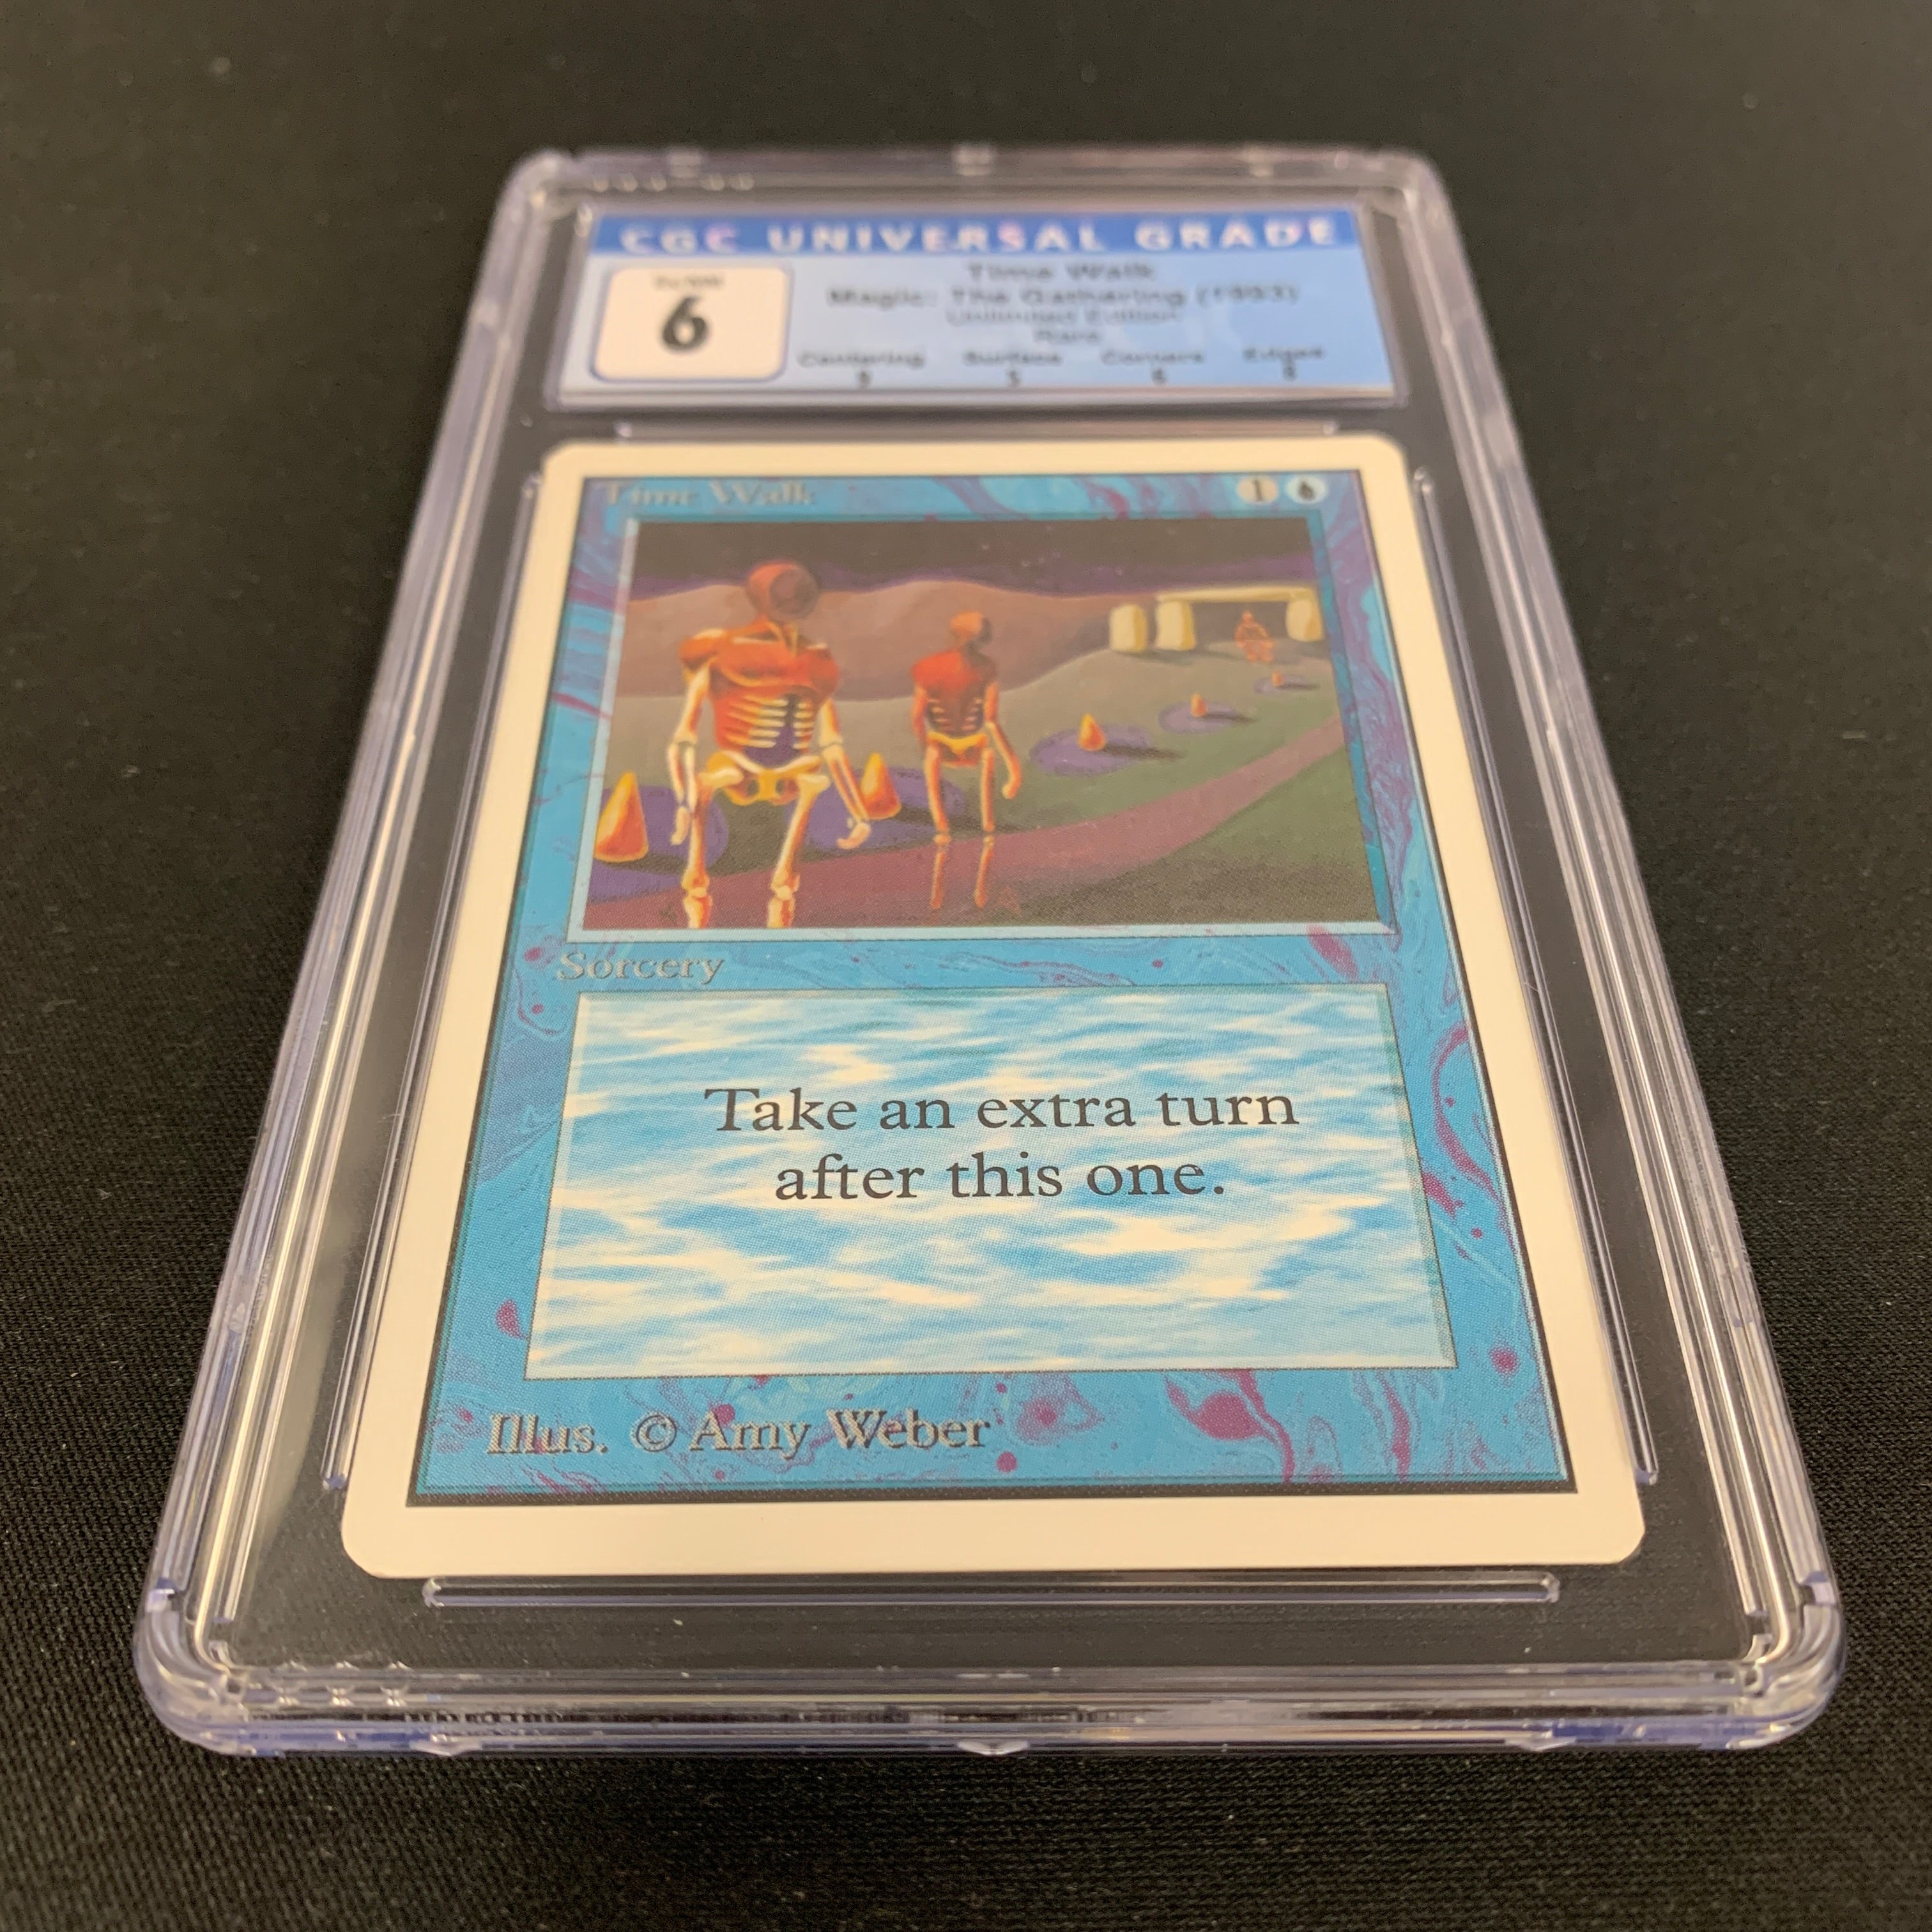 CGC UNIVERSAL GRADE
6
Time Walk
Magic: The Gathering (1993)
Unlimited Edition
Rare
Centering Surface Corners Edges
Time Walk
1
Sorcery
Take an extra turn
after this one.
Illus. © Amy Weber